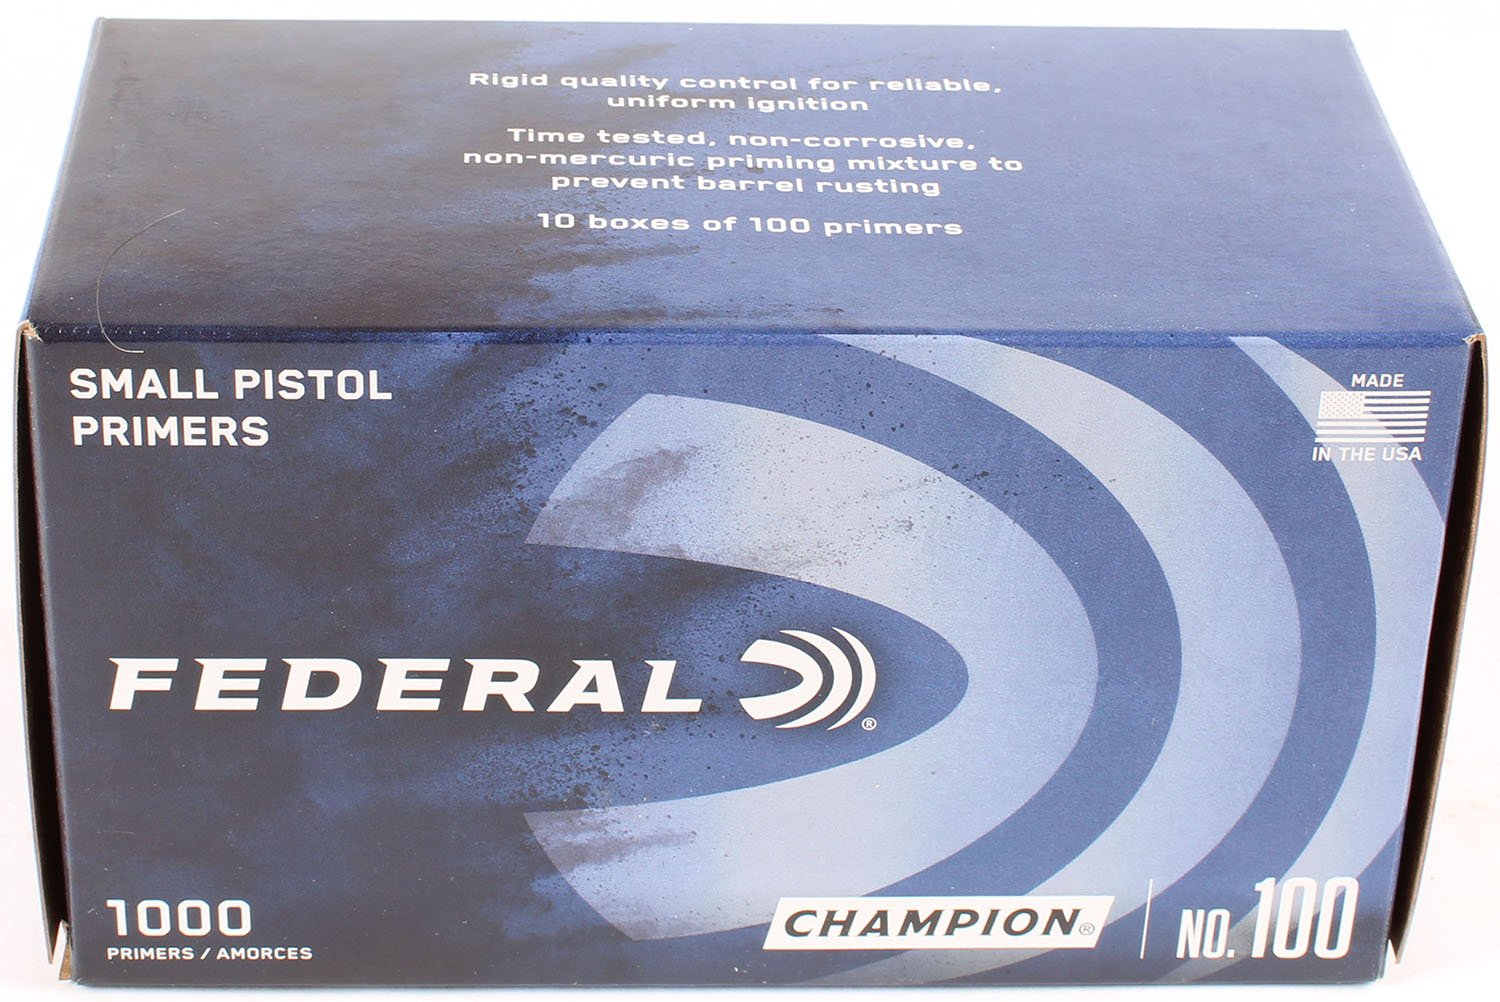 Rigid quality control for reliable,
uniform ignition
Time tested, non-corrosive,
non-mercuric priming mixture to
prevent barrel rusting
10 boxes of 100 primers
SMALL PISTOL
PRIMERS
MADE
IN THE USA
FEDERAL®
1000
PRIMERS / AMORCES
CHAMPION®
NO. 100